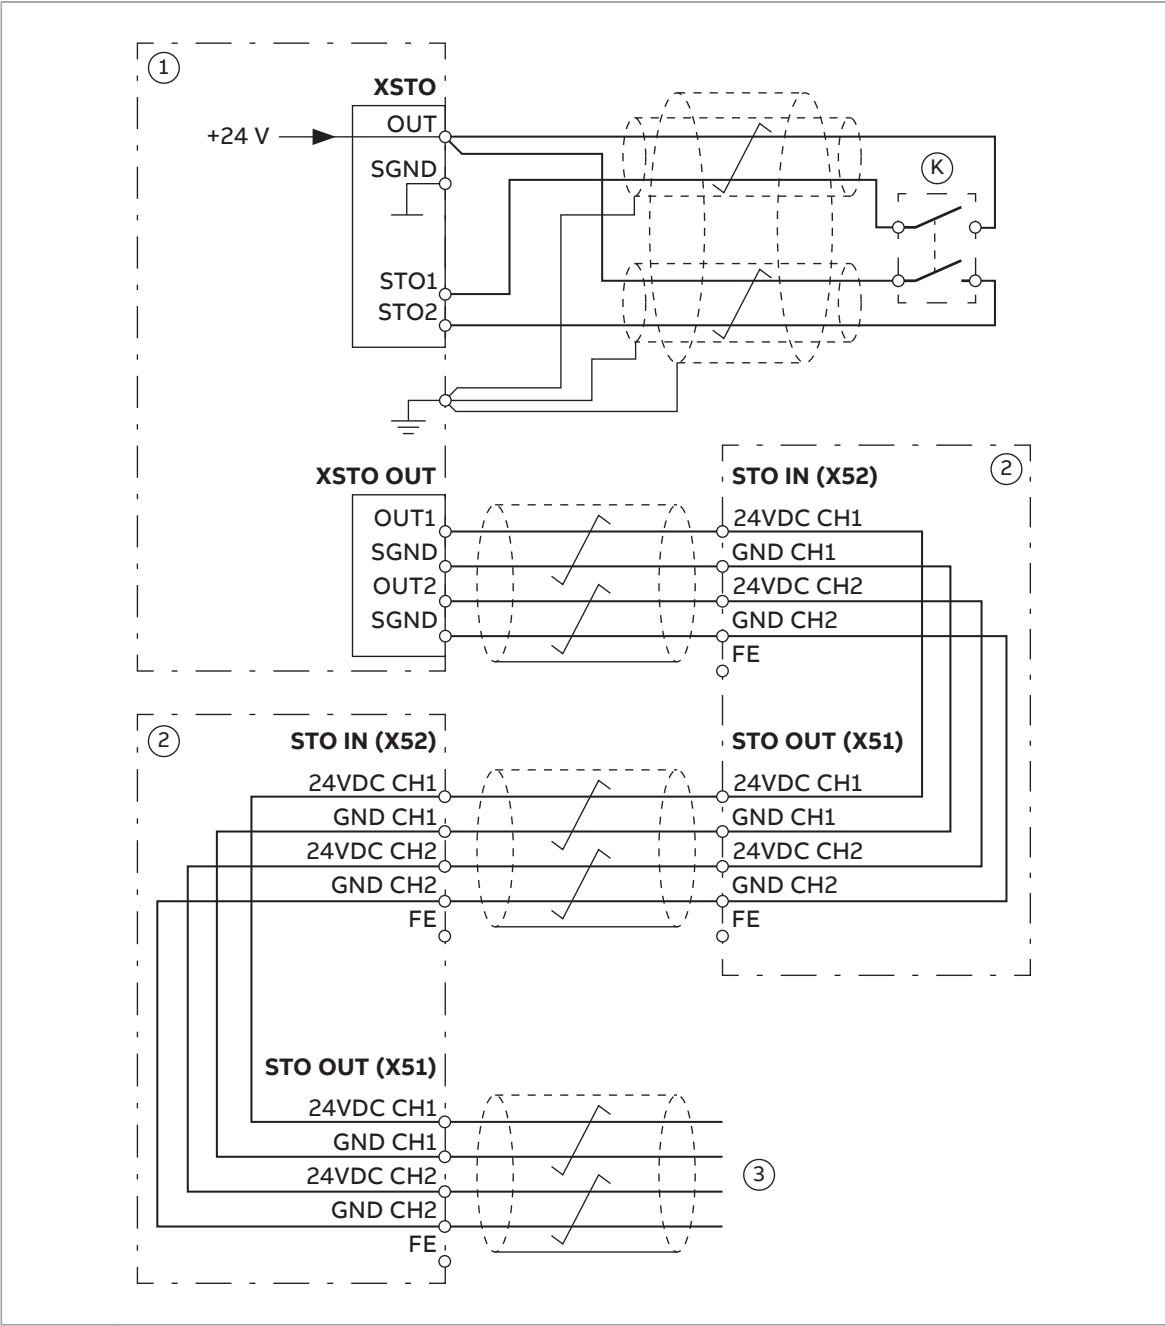 1
XSTO
+24 V
OUT
SGND
K
STO1
STO2
XSTO OUT
OUT1
SGND
OUT2
SGND
2
STO IN (X52)
24VDC CH1
GND CH1
24VDC CH2
GND CH2
FE
STO OUT (X51)
24VDC CH1
GND CH1
24VDC CH2
GND CH2
FE
2
STO IN (X52)
24VDC CH1
GND CH1
24VDC CH2
GND CH2
FE
STO OUT (X51)
24VDC CH1
GND CH1
24VDC CH2
GND CH2
FE
3